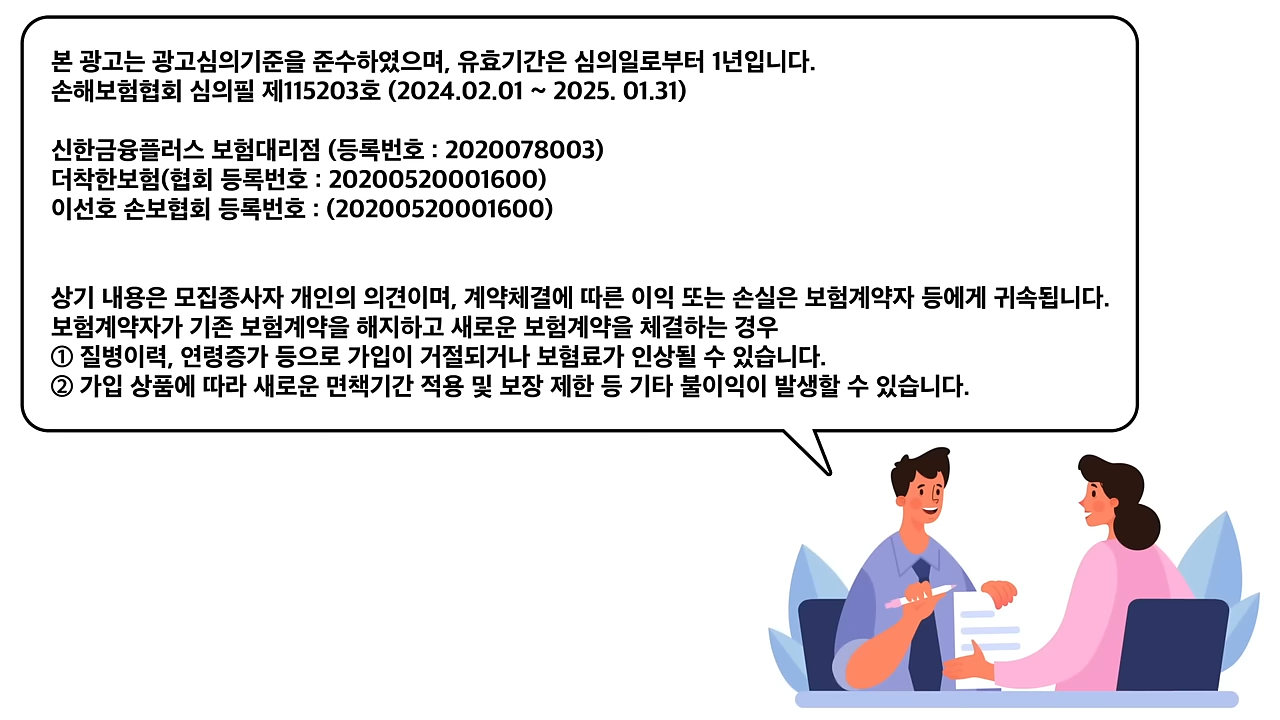 본 광고는 광고심의기준을 준수하였으며, 유효기간은 심의일로부터 1년입니다.
손해보험협회 심의필 제115203호 (2024.02.01 ~ 2025. 01.31)
신한금융플러스 보험대리점 (등록번호 : 2020078003)
더착한보험(협회 등록번호 : 20200520001600)
이선호 손보협회 등록번호 : (20200520001600)
상기 내용은 모집종사자 개인의 의견이며, 계약체결에 따른 이익 또는 손실은 보험계약자 등에게 귀속됩니다.
보험계약자가 기존 보험계약을 해지하고 새로운 보험계약을 체결하는 경우
① 질병이력, 연령증가 등으로 가입이 거절되거나 보험료가 인상될 수 있습니다.
② 가입 상품에 따라 새로운 면책기간 적용 및 보장 제한 등 기타 불이익이 발생할 수 있습니다.